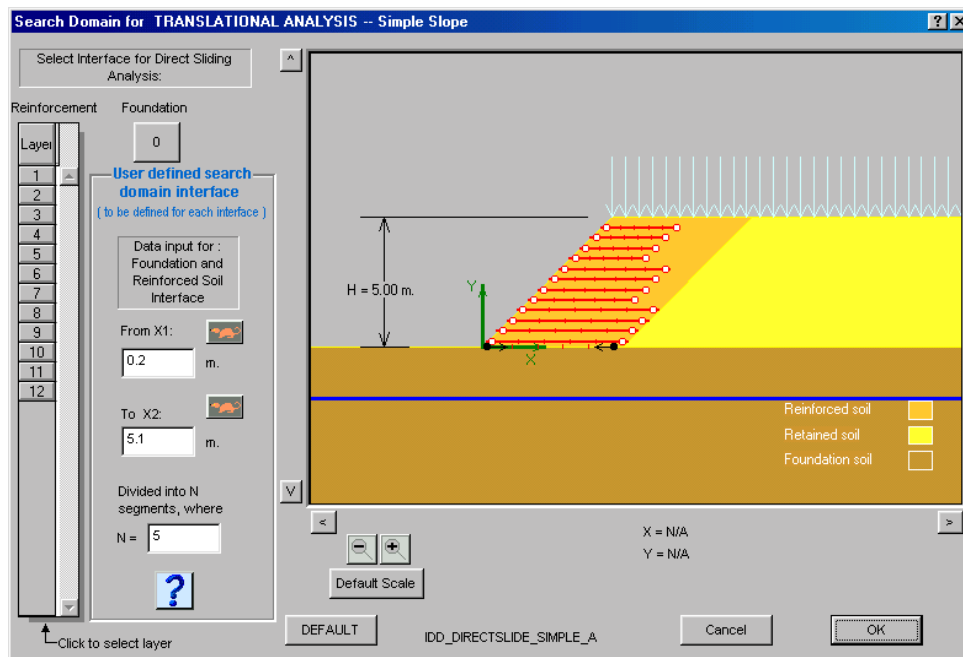 Search Domain for TRANSLATIONAL ANALYSIS -- Simple Slope
? X
Select Interface for Direct Sliding
Analysis:
^
Reinforcement
Foundation
Layer
0
1
2
3
4
5
6
7
8
9
10
11
12
User defined search
domain interface
( to be defined for each interface )
Data input for :
Foundation and
Reinforced Soil
Interface
From X1:
0.2
m.
To X2:
5.1
m.
Divided into N
segments, where
N =
5
?
Click to select layer
V
H = 5.00 m.
Y
X
Reinforced soil
Retained soil
Foundation soil
<
>
X = N/A
Y = N/A
Default Scale
DEFAULT
IDD_DIRECTSLIDE_SIMPLE_A
Cancel
OK